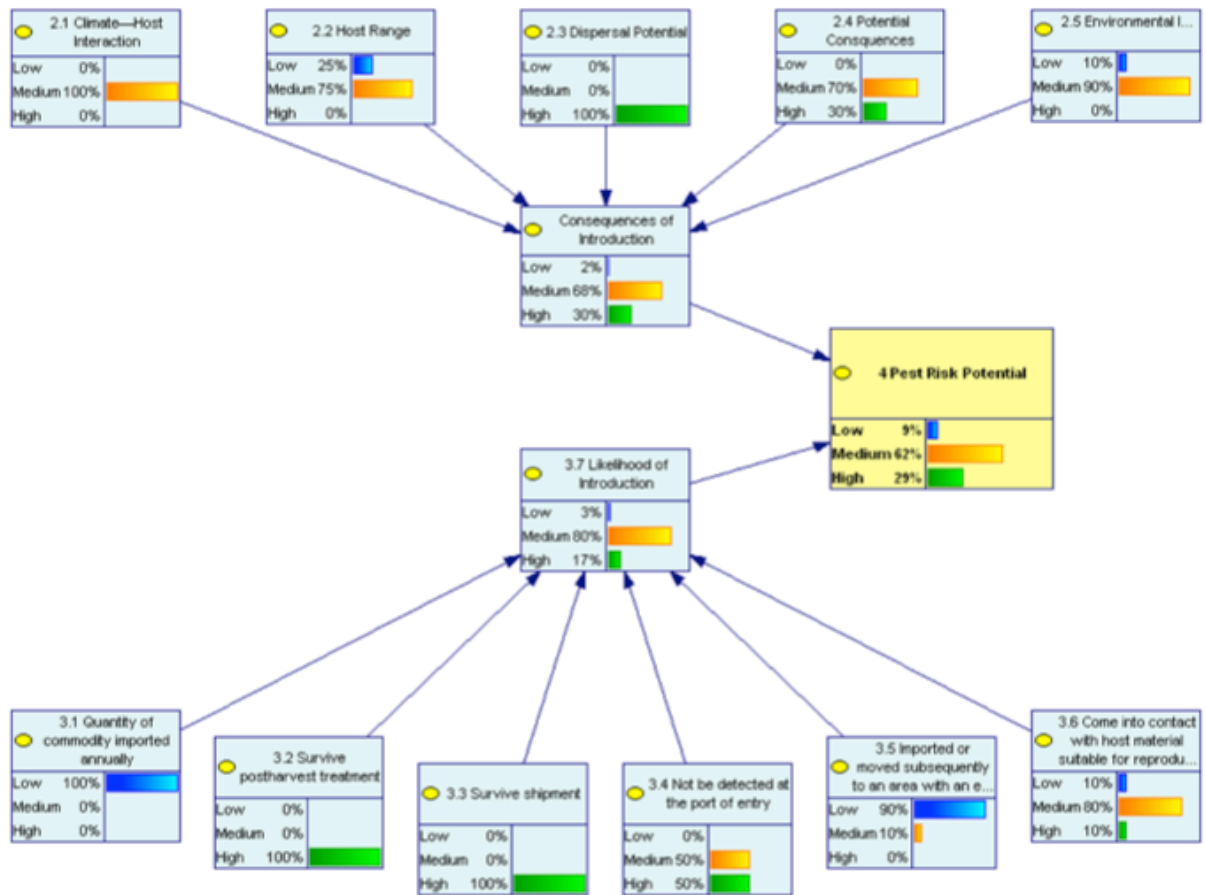 2.1 Climate—Host
Interaction
Low 0%
Medium 100%
High 0%
2.2 Host Range
Low 25%
Medium 75%
High 0%
2.3 Dispersal Potential
Low 0%
Medium 0%
High 100%
2.4 Potential
Consquences
Low 0%
Medium 70%
High 30%
2.5 Environmental I...
Low 10%
Medium 90%
High 0%
Consequences of
Introduction
Low 2%
Medium 68%
High 30%
4 Pest Risk Potential
Low 9%
Medium 62%
High 29%
3.7 Likelihood of
Introduction
Low 3%
Medium 80%
High 17%
3.1 Quantity of
commodity imported
annually
Low 100%
Medium 0%
High 0%
3.2 Survive
postharvest treatment
Low 0%
Medium 0%
High 100%
3.3 Survive shipment
Low 0%
Medium 0%
High 100%
3.4 Not be detected at
the port of entry
Low 0%
Medium 50%
High 50%
3.5 Imported or
moved subsequently
to an area with an e...
Low 90%
Medium 10%
High 0%
3.6 Come into contact
with host material
suitable for reprodu...
Low 10%
Medium 80%
High 10%